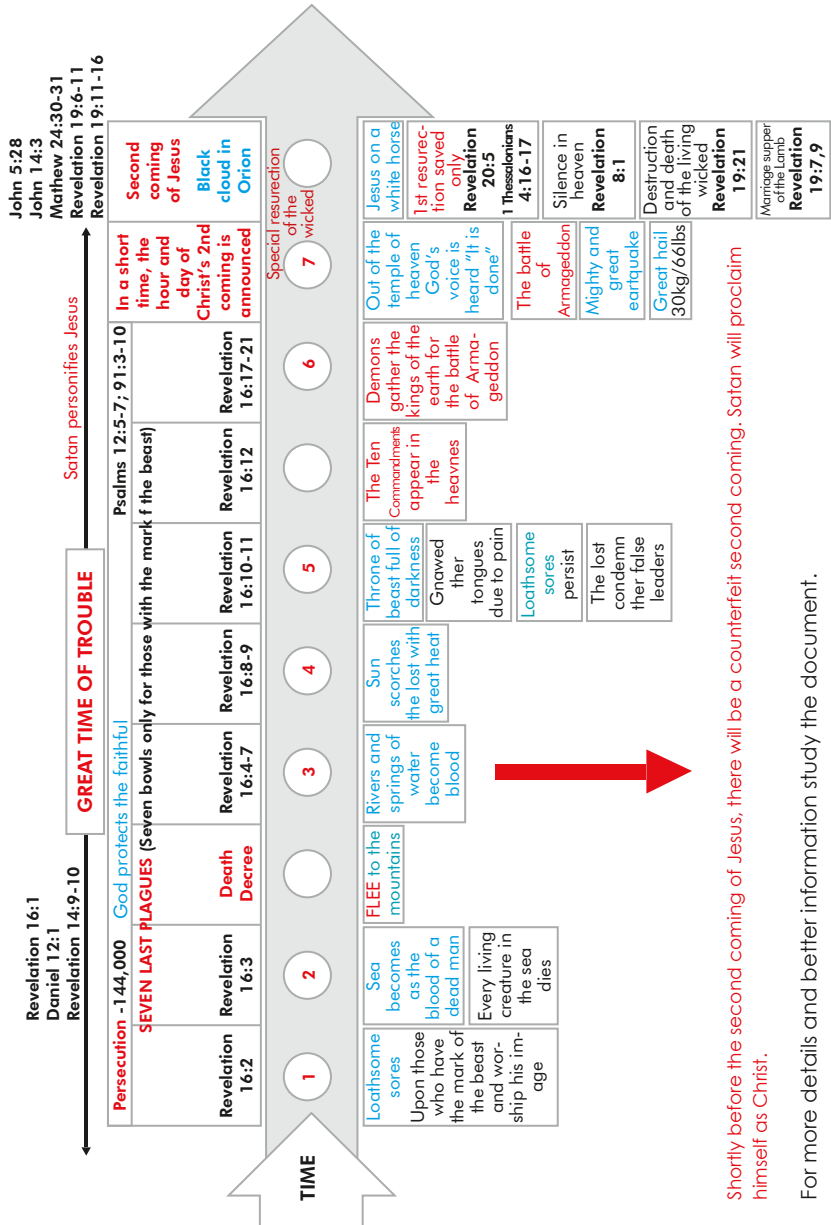 Revelation 16:1
Daniel 12:1
Revelation 14:9-10
GREAT TIME OF TROUBLE
Satan personifies Jesus
John 5:28
John 14:3
Mathew 24:30-31
Revelation 19:6-11
Revelation 19:11-16
Persecution -144,000
God protects the faithful
Psalms 12:5-7; 91:3-10
SEVEN LAST PLAGUES (Seven bowls only for those with the mark f the beast)
Revelation
16:2
Revelation
16:3
Death
Decree
Revelation
16:4-7
Revelation
16:8-9
Revelation
16:10-11
Revelation
16:12
Revelation
16:17-21
In a short
time, the
hour and
day of
Christ's 2nd
coming is
announced
Second
coming
of Jesus
Black
cloud in
Orion
TIME
1
2
3
4
5
6
7
Special resurection
of the
wicked
Loathsome
sores
Upon those
who have
the mark of
the beast
and wor-
ship his im-
age
Sea
becomes
as the
blood of a
dead man
Every living
creature in
the sea
dies
FLEE to the
mountains
Rivers and
springs of
water
become
blood
Sun
scorches
the lost with
great heat
Throne of
beast full of
darkness
Gnawed
ther
tongues
due to pain
Loathsome
sores
persist
The lost
condemn
ther false
leaders
The Ten
Commandments
appear in
the
heavnes
Demons
gather the
kings of the
earth for
the battle
of Arma-
geddon
Out of the
temple of
heaven
God's
voice is
heard "It is
done"
The battle
of
Armageddon
Mighty and
great
eartquake
Great hail
30kg/66lbs
Jesus on a
white horse
1st resurec-
tion saved
only
Revelation
20:5
1 Thessalonians
4:16-17
Silence in
heaven
Revelation
8:1
Destruction
and death
of the living
wicked
Revelation
19:21
Marriage supper
of the Lamb
Revelation
19:7,9
Shortly before the second coming of Jesus, there will be a counterfeit second coming. Satan will proclaim
himself as Christ.
For more details and better information study the document.